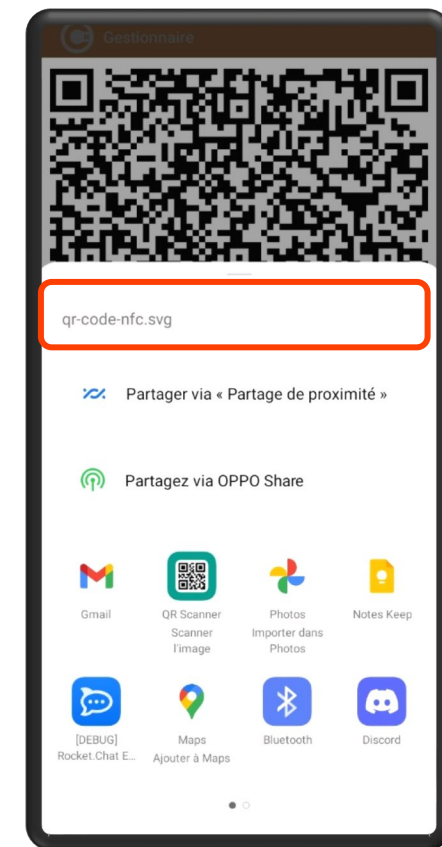 Gestionnaire
qr-code-nfc.svg
Partager via « Partage de proximité »
Partagez via OPPO Share
Gmail
QR Scanner
Scanner
l'image
Photos
Importer dans
Photos
Notes Keep
[DEBUG]
Rocket.Chat E...
Maps
Ajouter à Maps
Bluetooth
Discord